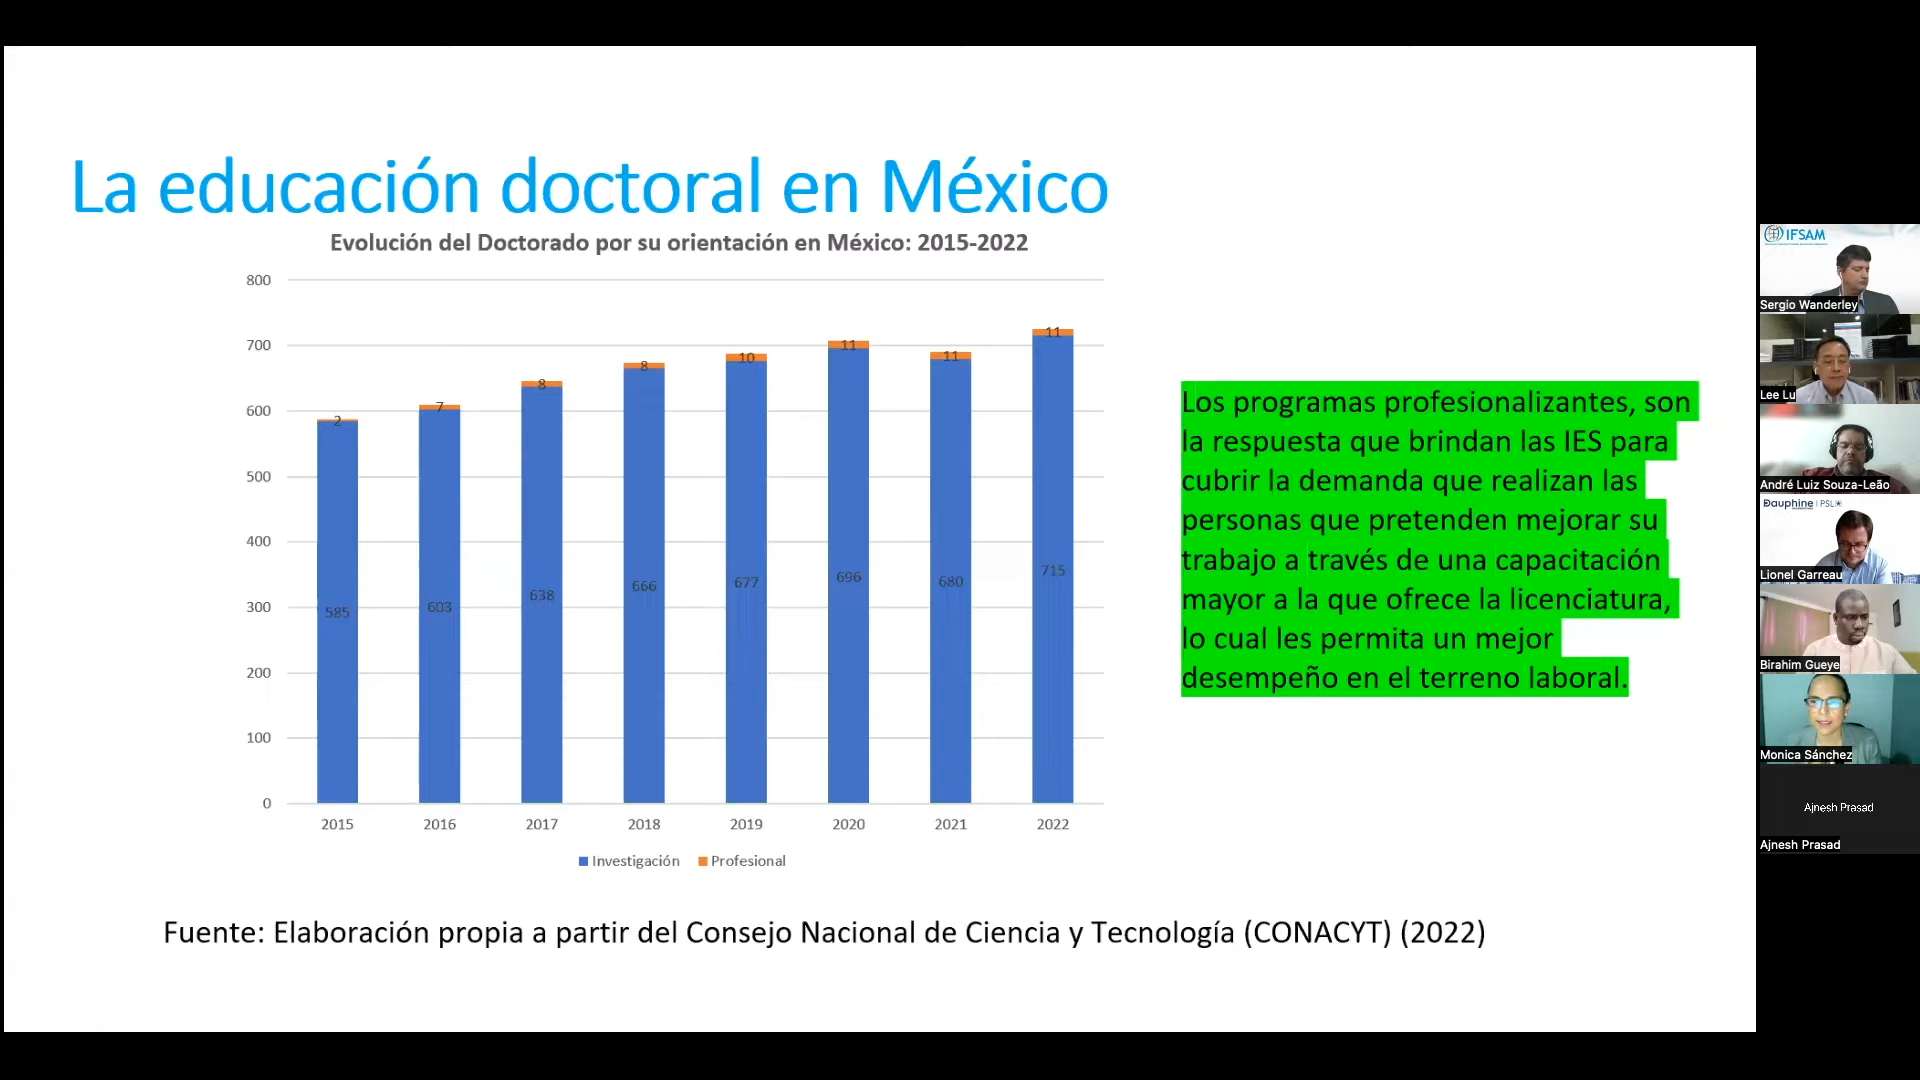 La educación doctoral en México
Evolución del Doctorado por su orientación en México: 2015-2022
800
700
600
500
400
300
200
100
0
2
7
8
8
10
11
11
11
585
603
638
666
677
696
680
715
2015
2016
2017
2018
2019
2020
2021
2022
Investigación
Profesional
Los programas profesionalizantes, son
la respuesta que brindan las IES para
cubrir la demanda que realizan las
personas que pretenden mejorar su
trabajo a través de una capacitación
mayor a la que ofrece la licenciatura,
lo cual les permita un mejor
desempeño en el terreno laboral.
Fuente: Elaboración propia a partir del Consejo Nacional de Ciencia y Tecnología (CONACYT) (2022)
IFSAM
Sergio Wanderley
Lee Lu
André Luiz Souza-Leão
Dauphine | PSL
Lionel Garreau
Birahim Gueye
Monica Sánchez
Ajnesh Prasad
Ajnesh Prasad